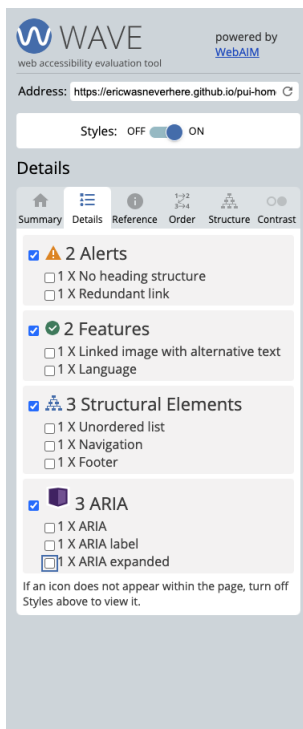 WAVE
web accessibility evaluation tool
powered by
WebAIM
Address: https://ericwasneverhere.github.io/pui-hom
Styles: OFF ON
Details
Summary Details Reference Order Structure Contrast
2 Alerts
1 X No heading structure
1 X Redundant link
2 Features
1 X Linked image with alternative text
1 X Language
3 Structural Elements
1 X Unordered list
1 X Navigation
1 X Footer
3 ARIA
1 X ARIA
1 X ARIA label
1 X ARIA expanded
If an icon does not appear within the page, turn off
Styles above to view it.